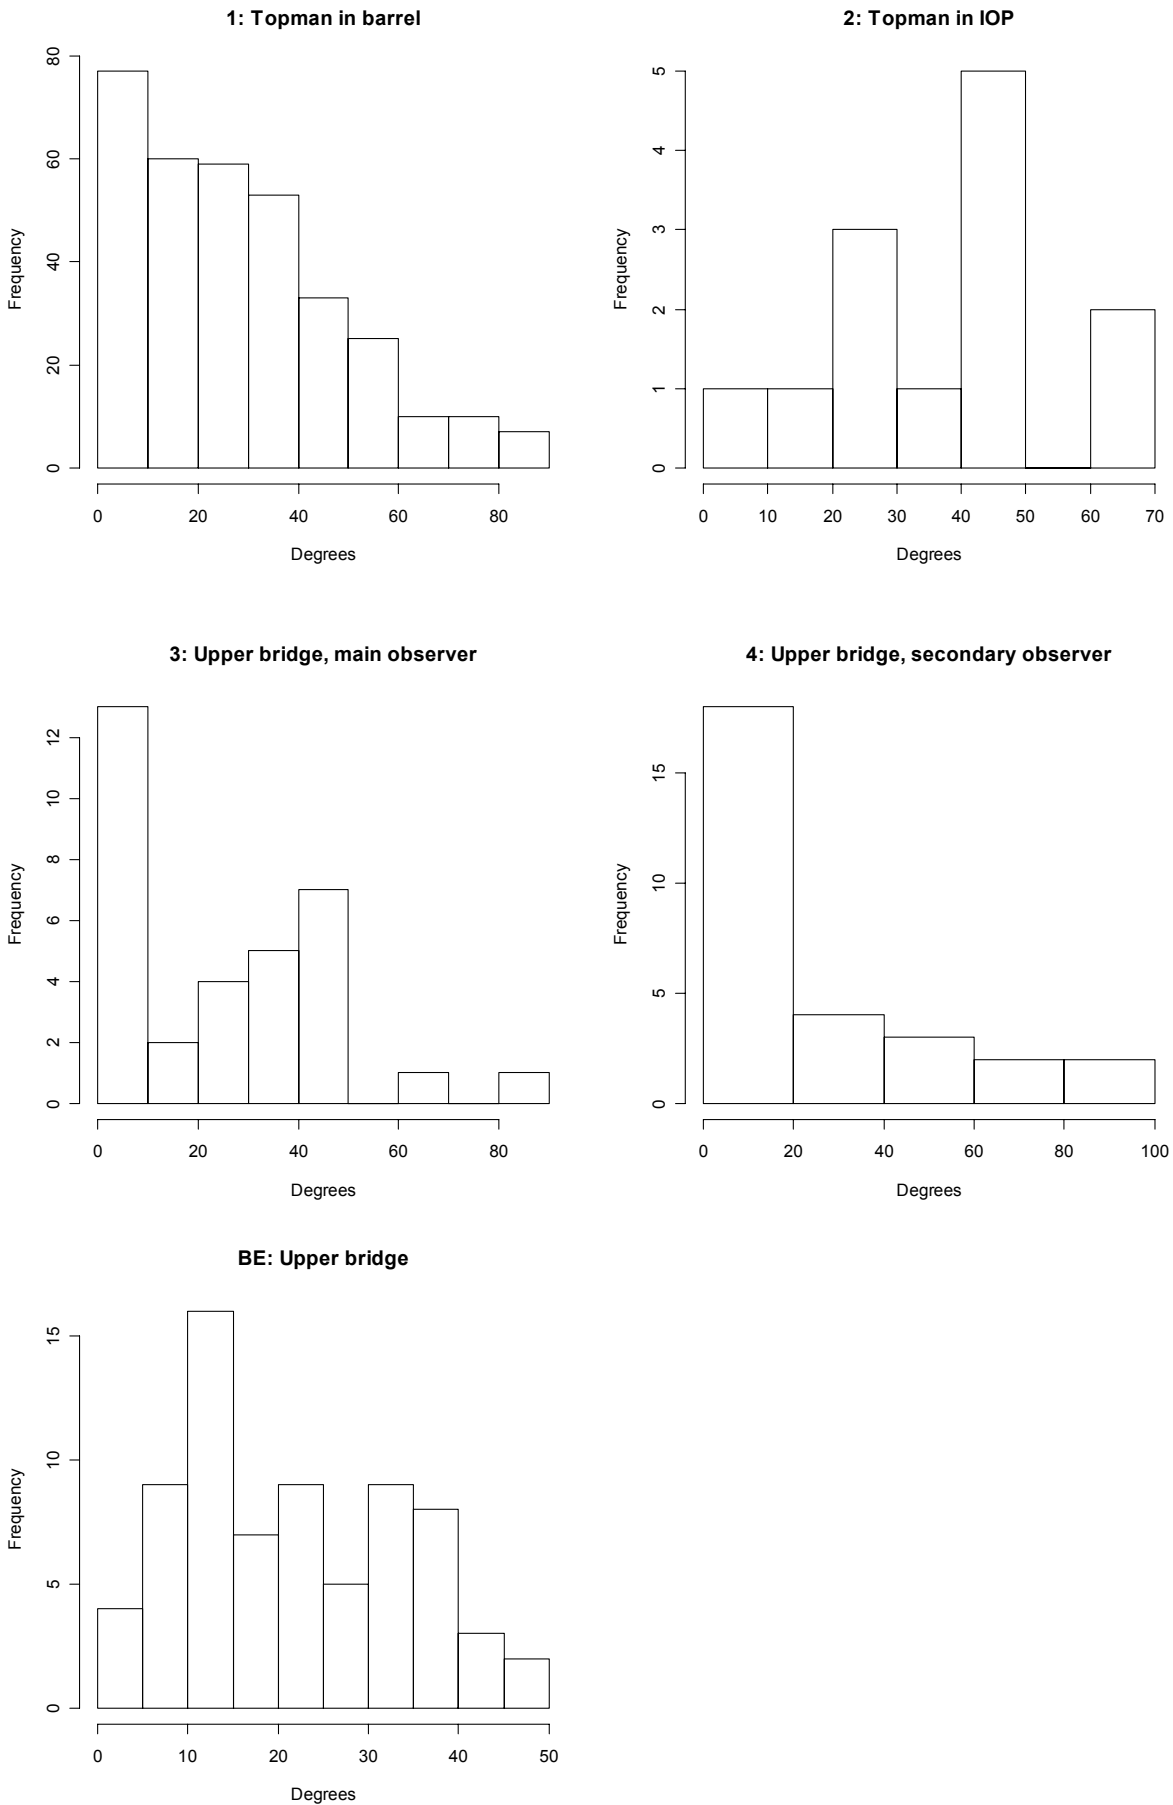 1: Topman in barrel
Frequency
0 20 40 60 80
0 20 40 60 80
Degrees
2: Topman in IOP
Frequency
0 1 2 3 4 5
0 10 20 30 40 50 60 70
Degrees
3: Upper bridge, main observer
Frequency
0 2 4 6 8 10 12
0 20 40 60 80
Degrees
4: Upper bridge, secondary observer
Frequency
0 5 10 15
0 20 40 60 80 100
Degrees
BE: Upper bridge
Frequency
0 5 10 15
0 10 20 30 40 50
Degrees